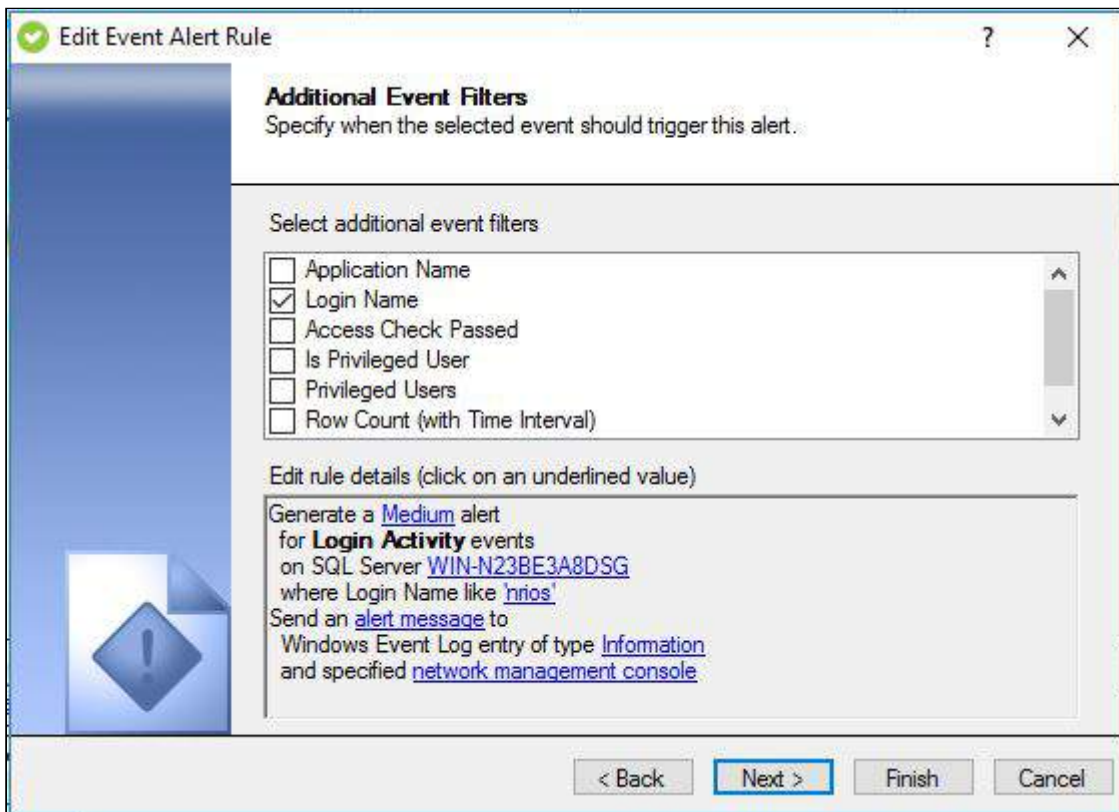 Edit Event Alert Rule
?
Additional Event Filters
Specify when the selected event should trigger this alert.
Select additional event filters
Application Name
Login Name
Access Check Passed
Is Privileged User
Privileged Users
Row Count (with Time Interval)
Edit rule details (click on an underlined value)
Generate a Medium alert
for Login Activity events
on SQL Server WIN-N23BE3A8DSG
where Login Name like 'nrios'
Send an alert message to
Windows Event Log entry of type Information
and specified network management console
< Back
Next >
Finish
Cancel